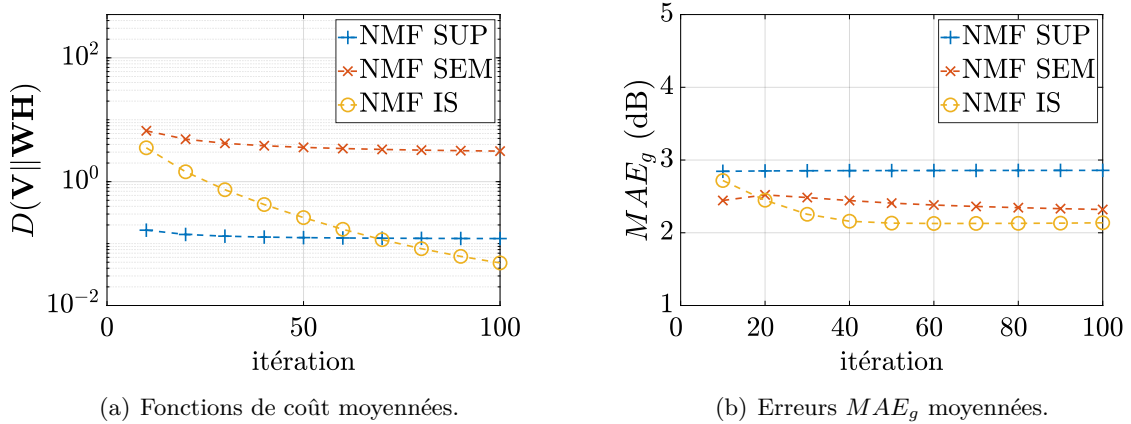 NMF SUP
NMF SEM
NMF IS
10^2
10^0
10^{-2}
D(V||WH)
0 50 100
itération
(a) Fonctions de coût moyennées.
NMF SUP
NMF SEM
NMF IS
5
4
3
2
1
MAE_g (dB)
0 20 40 60 80 100
itération
(b) Erreurs MAE_g moyennées.